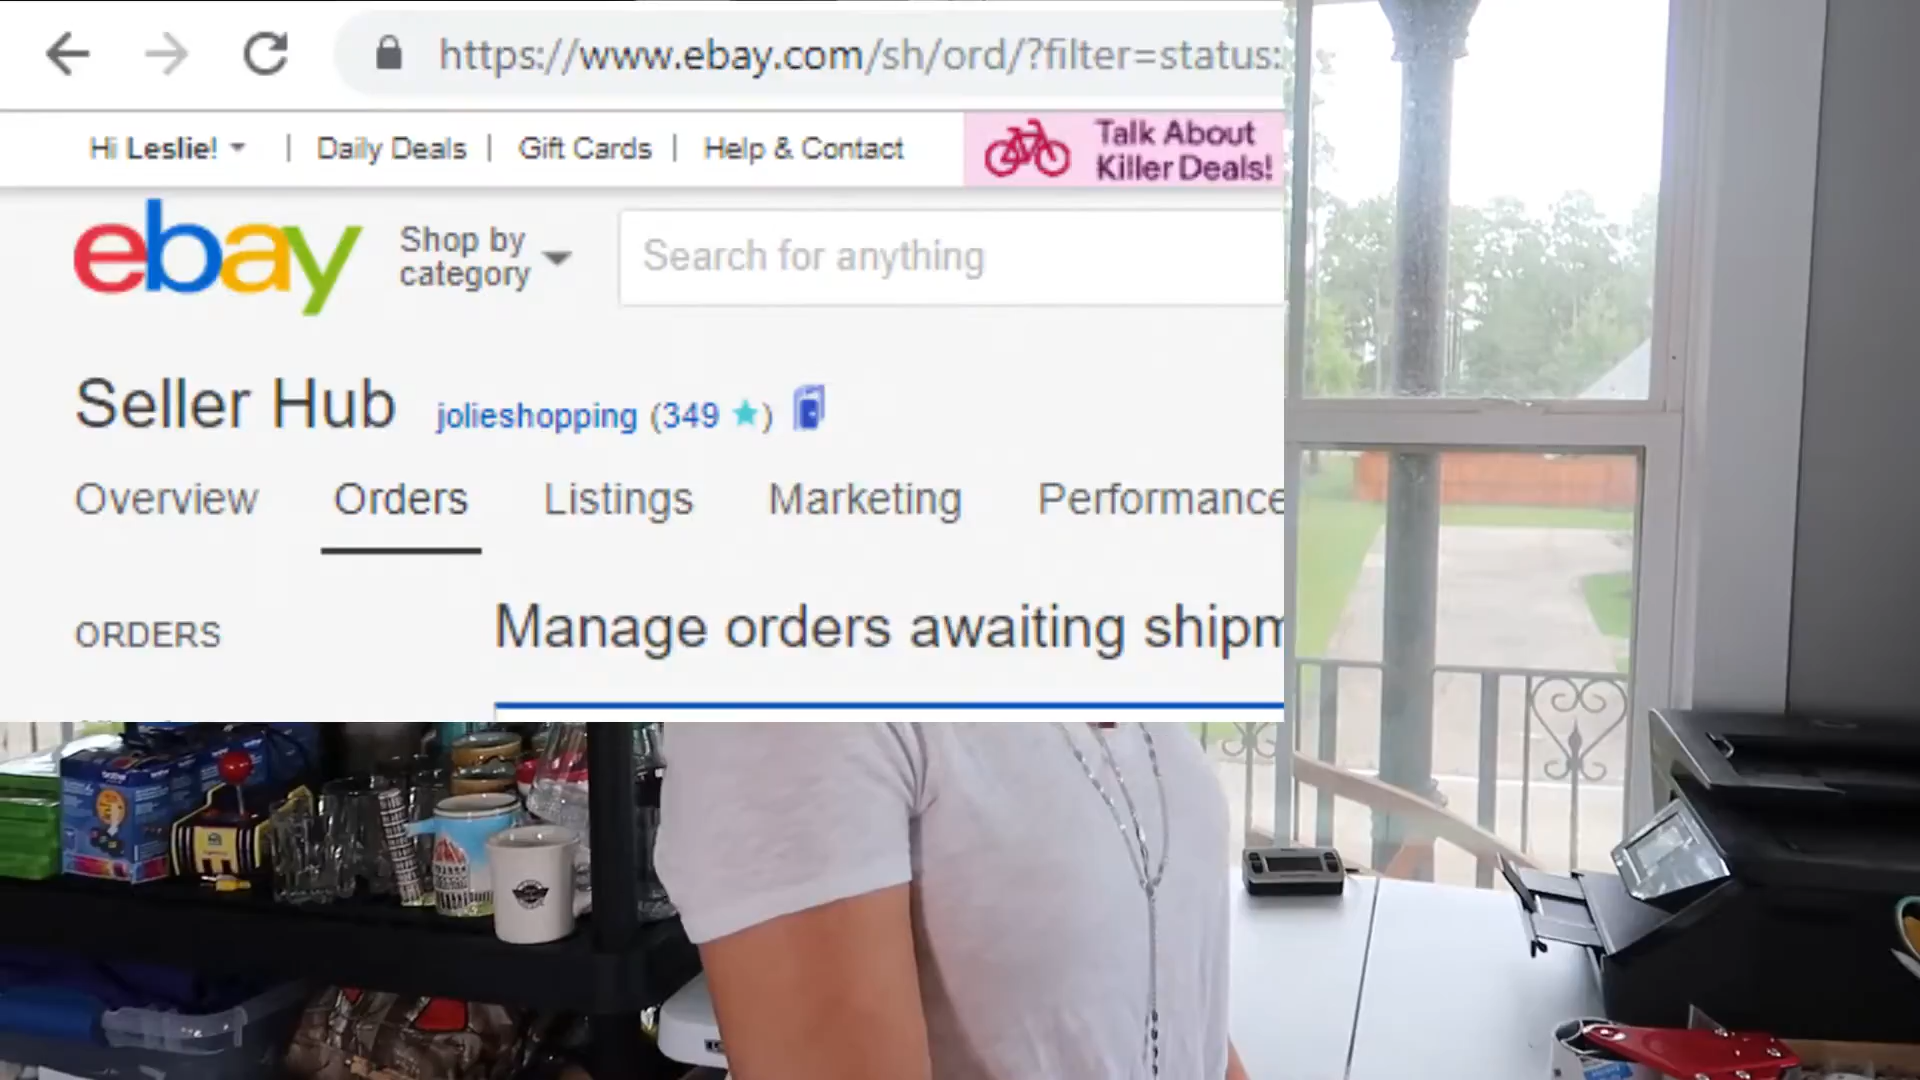 https://www.ebay.com/sh/ord/?filter=status:
Hi Leslie! | Daily Deals | Gift Cards | Help & Contact
Talk About
Killer Deals!
ebay
Shop by
category
Search for anything
Seller Hub jolieshopping (349 ★)
Overview Orders Listings Marketing Performance
ORDERS
Manage orders awaiting shipm
brother